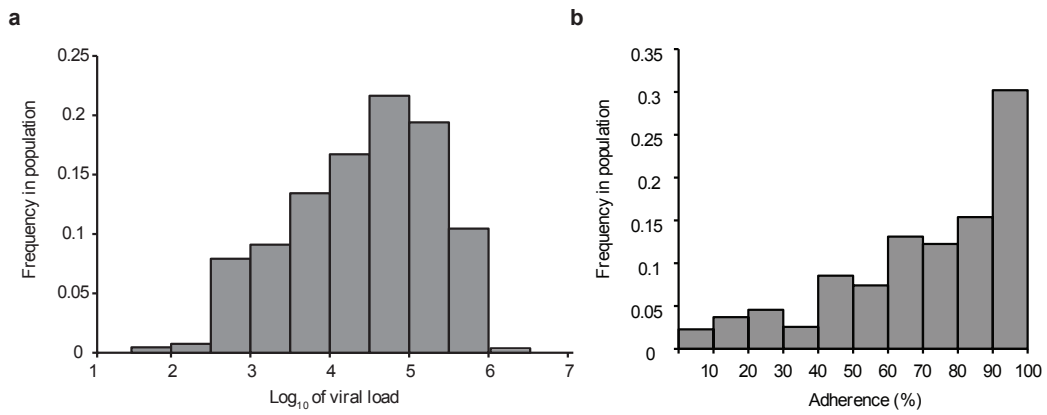 a
0.25
0.2
0.15
0.1
0.05
0
Frequency in population
1 2 3 4 5 6 7
Log₁₀ of viral load
b
0.35
0.3
0.25
0.2
0.15
0.1
0.05
0
Frequency in population
10 20 30 40 50 60 70 80 90 100
Adherence (%)